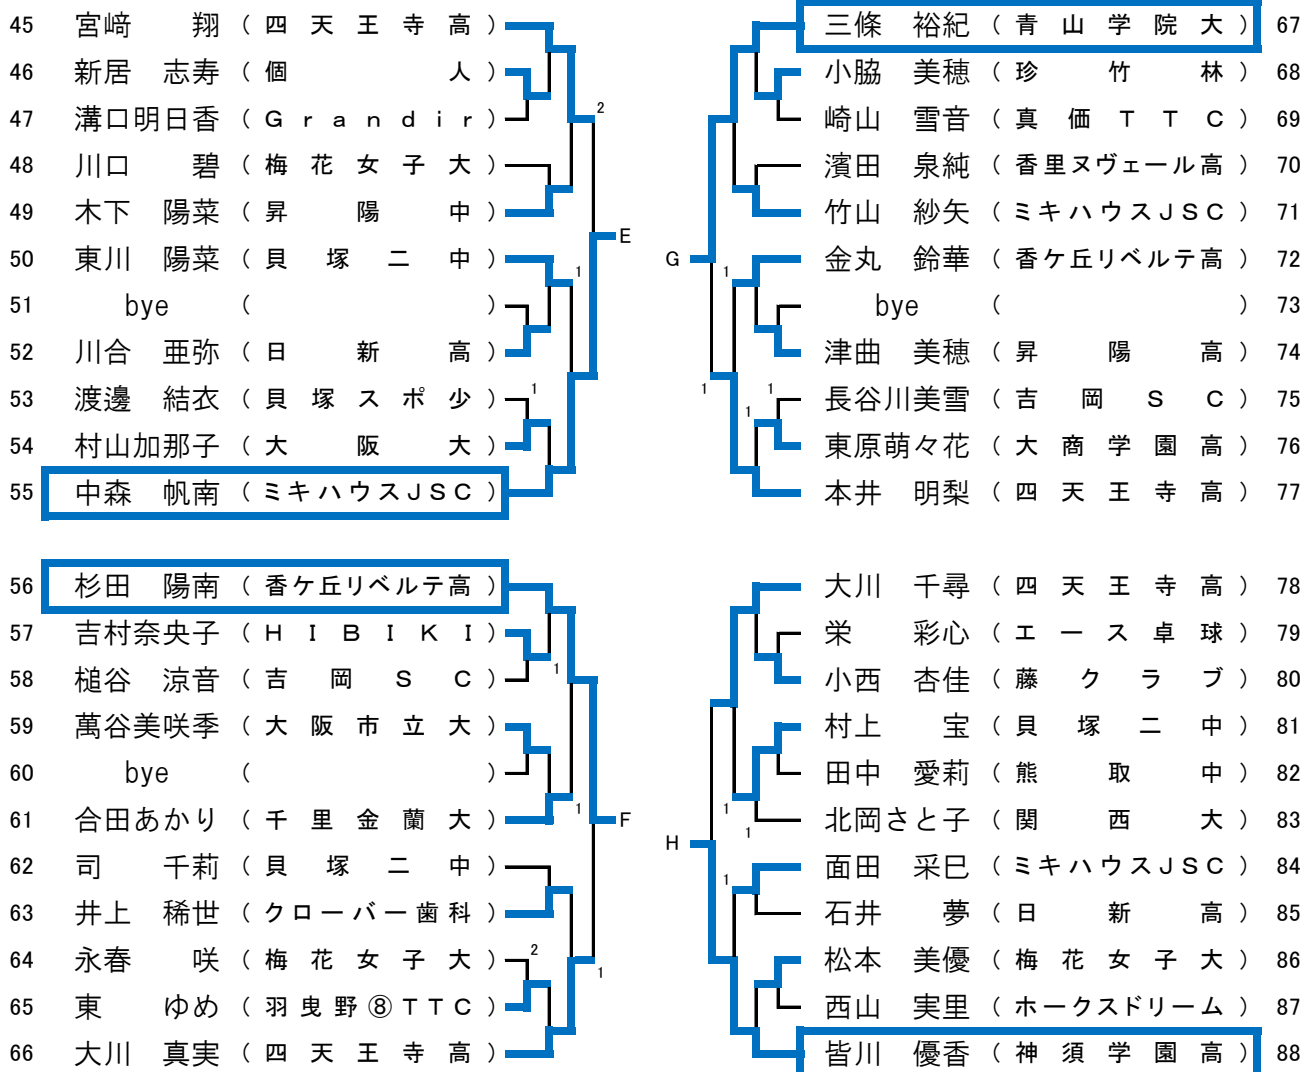 45 宮﨑 翔 (四天王寺高)
46 新居 志寿 (個人)
47 溝口明日香 (Grandir)
2
48 川口 碧 (梅花女子大)
49 木下 陽菜 (昇陽中)
E
50 東川 陽菜 (貝塚二中)
1
51 bye ( )
52 川合 亜弥 (日新高)
53 渡邊 結衣 (貝塚スポ少)
1
54 村山加那子 (大阪大)
55 中森 帆南 (ミキハウスJSC)
56 杉田 陽南 (香ケ丘リベルテ高)
57 吉村奈央子 (HIBIKI)
1
58 槌谷 涼音 (吉岡SC)
59 萬谷美咲季 (大阪市立大)
60 bye ( )
1
61 合田あかり (千里金蘭大)
F
62 司 千莉 (貝塚二中)
63 井上 稀世 (クローバー歯科)
64 永春 咲 (梅花女子大)
2
1
65 東 ゆめ (羽曳野⑧TTC)
66 大川 真実 (四天王寺高)
三條 裕紀 (青山学院大) 67
小脇 美穂 (珍竹林) 68
崎山 雪音 (真価TTC) 69
濱田 泉純 (香里ヌヴェール高) 70
竹山 紗矢 (ミキハウスJSC) 71
G
1
金丸 鈴華 (香ケ丘リベルテ高) 72
bye ( ) 73
津曲 美穂 (昇陽高) 74
1
1
長谷川美雪 (吉岡SC) 75
1
東原萌々花 (大商学園高) 76
本井 明梨 (四天王寺高) 77
大川 千尋 (四天王寺高) 78
栄 彩心 (エース卓球) 79
小西 杏佳 (藤クラブ) 80
村上 宝 (貝塚二中) 81
田中 愛莉 (熊取中) 82
1
北岡さと子 (関西大) 83
1
H
面田 采巳 (ミキハウスJSC) 84
1
石井 夢 (日新高) 85
松本 美優 (梅花女子大) 86
西山 実里 (ホークスドリーム) 87
皆川 優香 (神須学園高) 88